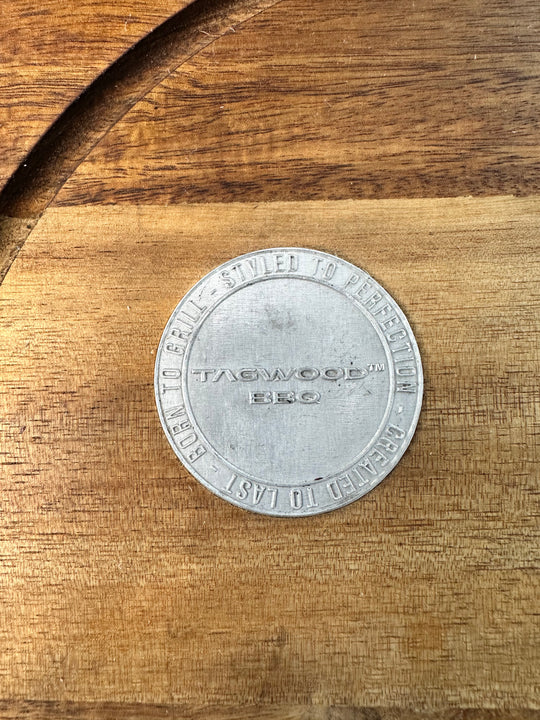 BORN TO GRILL - STYLED TO PERFECTION - CREATED TO LAST -
TAGWOOD™
BBQ